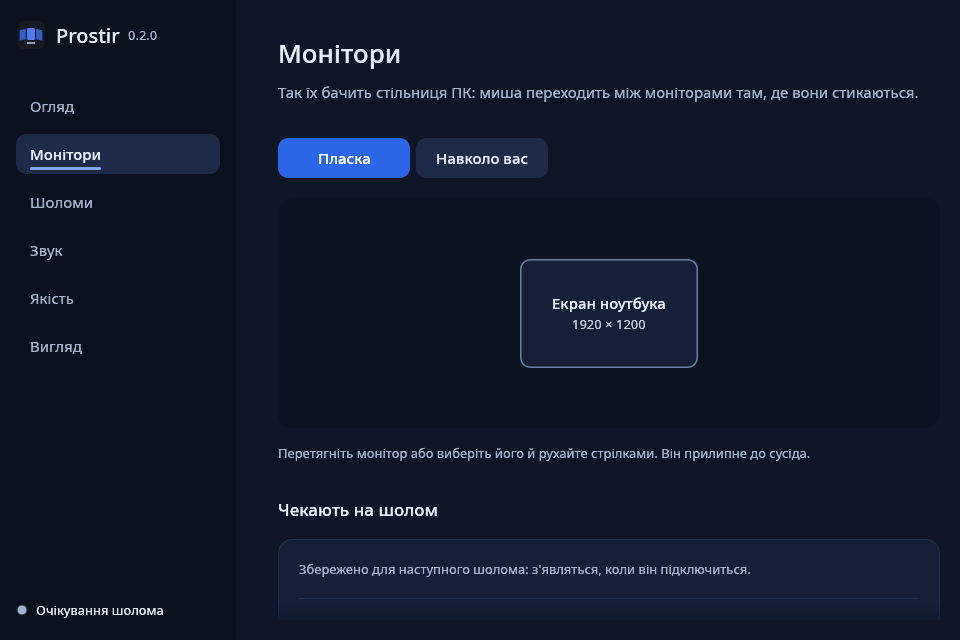 Prostir 0.2.0
Огляд
Монітори
Шоломи
Звук
Якість
Вигляд
Очікування шолома
Монітори
Так їх бачить стільниця ПК: миша переходить між моніторами там, де вони стикаються.
Пласка
Навколо вас
Екран ноутбука
1920 × 1200
Перетягніть монітор або виберіть його й рухайте стрілками. Він прилипне до сусіда.
Чекають на шолом
Збережено для наступного шолома: з'являться, коли він підключиться.